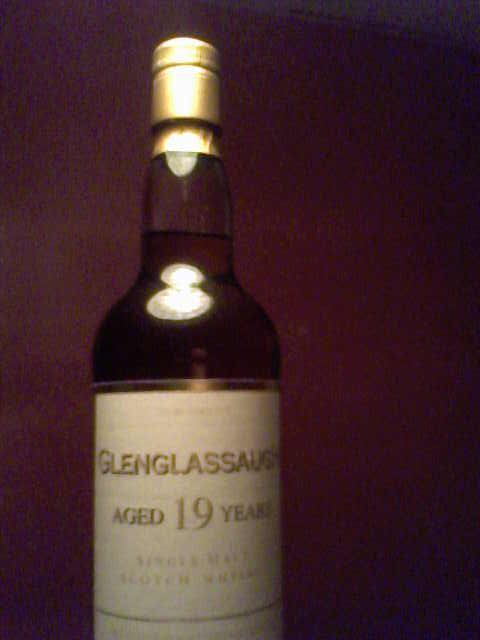 GLENGLASSAUGH
AGED 19 YEARS
SINGLE MALT
SCOTCH WHISKY